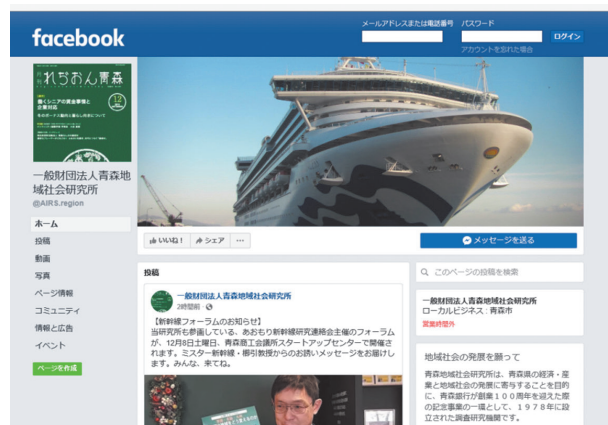 facebook
メールアドレスまたは電話番号 パスワード
ログイン
アカウントを忘れた場合
れぢおん青森
働くシニアの賃金事情と
企業対応
12
一般財団法人青森地
域社会研究所
@AIRS.region
ホーム
投稿
動画
写真
ページ情報
コミュニティ
情報と広告
イベント
ページを作成
いいね！ シェア …
メッセージを送る
投稿
一般財団法人青森地域社会研究所
2時間前
【新幹線フォーラムのお知らせ】
当研究所も参画している、あおもり新幹線研究連絡会主催のフォーラム
が、12月8日土曜日、青森商工会議所スタートアップセンターで開催さ
れます。ミスター新幹線・櫛引教授からのお誘いメッセージをお届けし
ます。みんな、来てね。
このページの投稿を検索
一般財団法人青森地域社会研究所
ローカルビジネス：青森市
営業時間外
地域社会の発展を願って
青森地域社会研究所は、青森県の経済・産
業と地域社会の発展に寄与することを目的
に、青森銀行が創業１００周年を迎えた際
の記念事業の一環として、１９７８年に設
立された調査研究機関です。